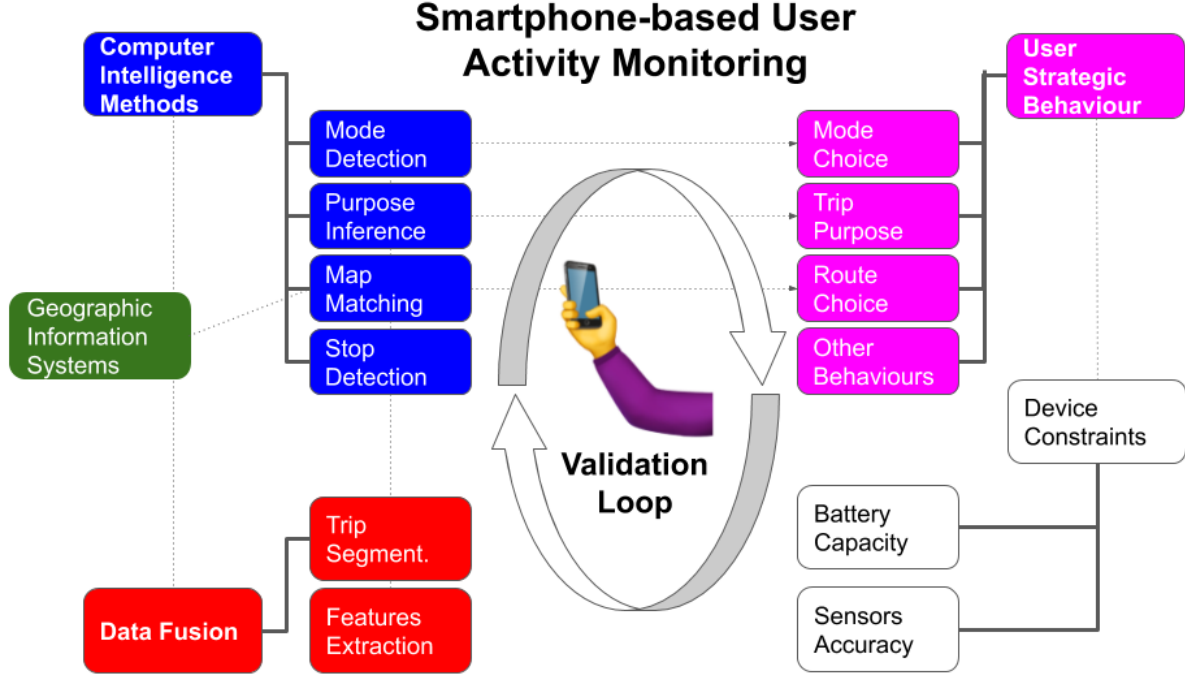 Smartphone-based User
Activity Monitoring
Computer
Intelligence
Methods
Mode
Detection
Purpose
Inference
Map
Matching
Stop
Detection
Geographic
Information
Systems
Trip
Segment.
Data Fusion
Features
Extraction
Validation
Loop
User
Strategic
Behaviour
Mode
Choice
Trip
Purpose
Route
Choice
Other
Behaviours
Device
Constraints
Battery
Capacity
Sensors
Accuracy